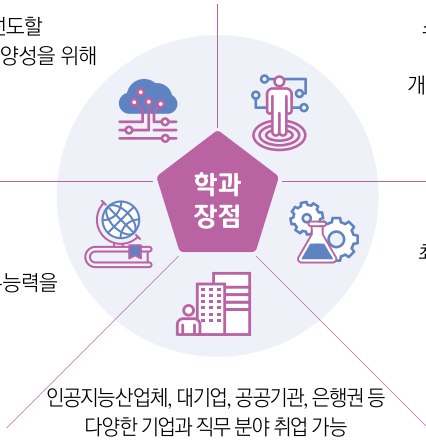 선도할
양성을 위해
개
학과
장점
능력을
인공지능산업체, 대기업, 공공기관, 은행권 등
다양한 기업과 직무 분야 취업 가능